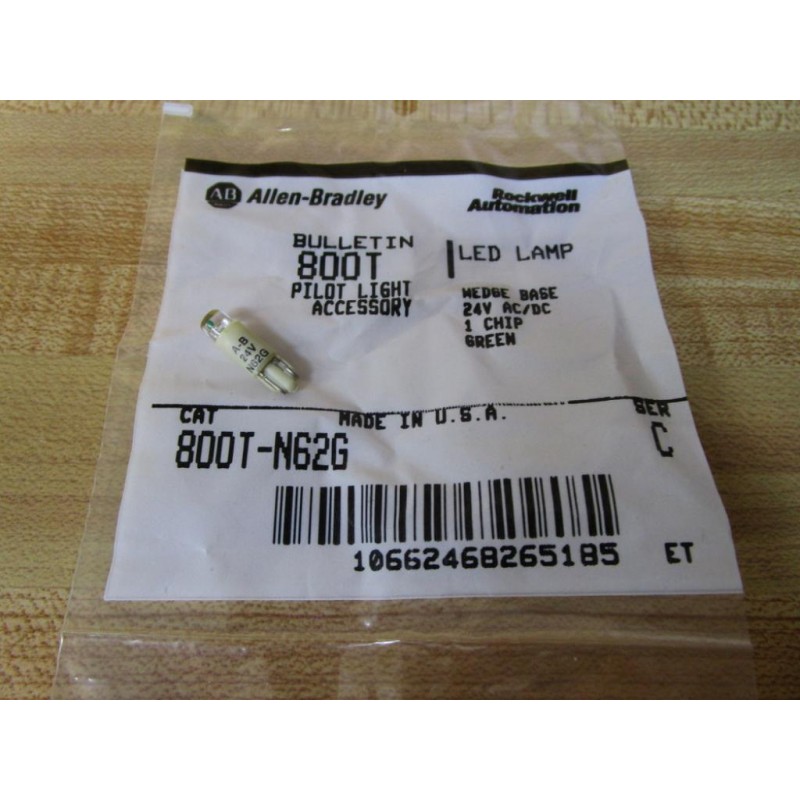 AB Allen-Bradley
Rockwell
Automation
BULLETIN
800T
PILOT LIGHT
ACCESSORY
LED LAMP
WEDGE BASE
24V AC/DC
1 CHIP
GREEN
A-B
24V
N62G
CAT
MADE IN U.S.A.
SER
800T-N62G
C
10662468265185
ET